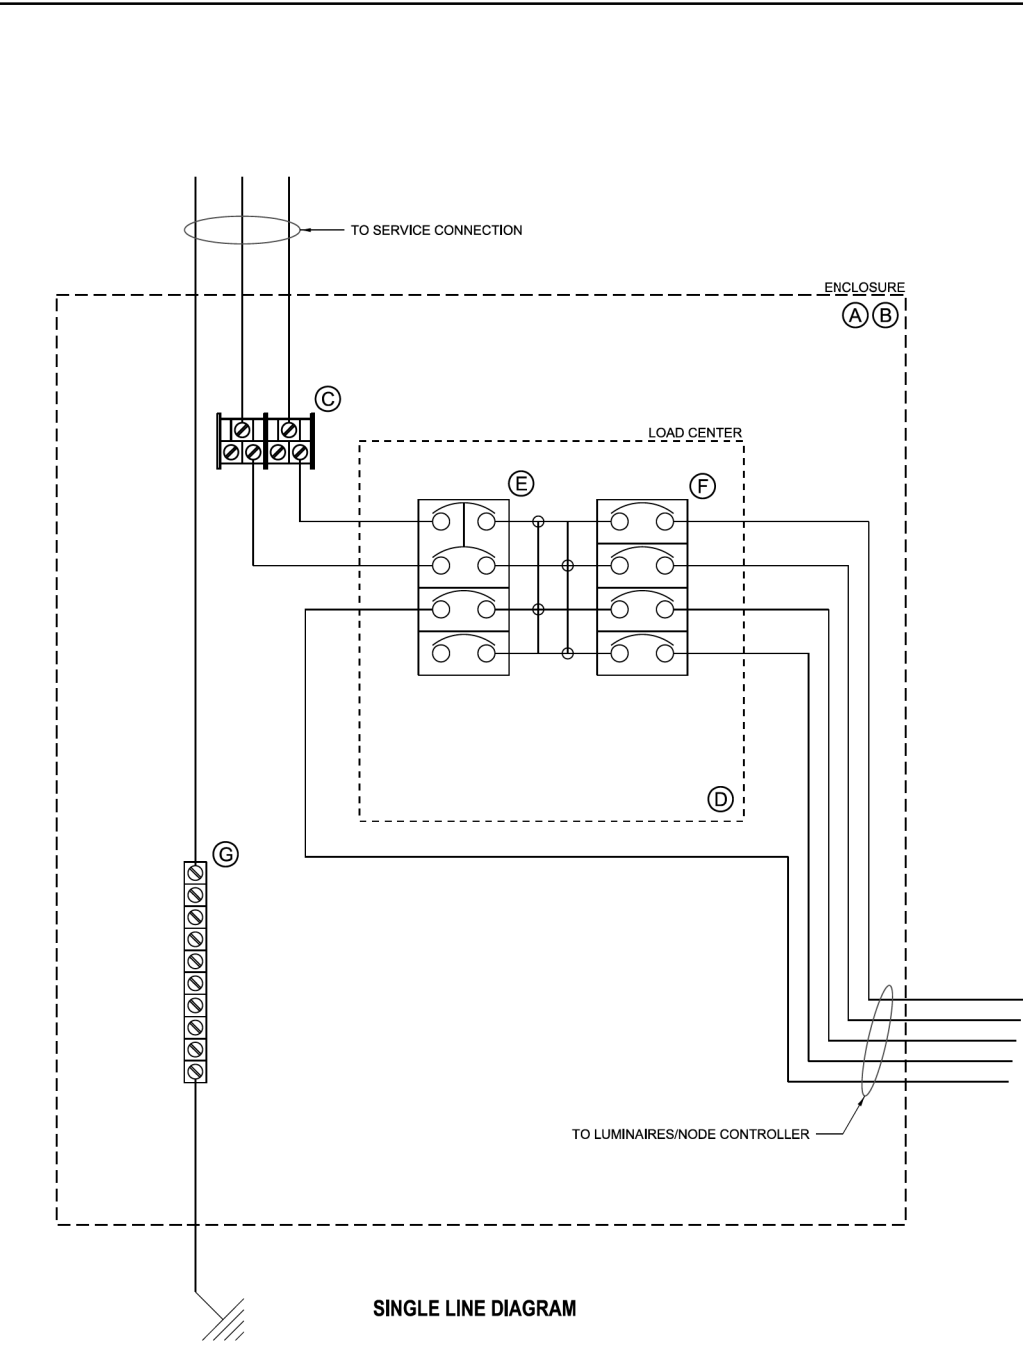 TO SERVICE CONNECTION
ENCLOSURE
A B
C
LOAD CENTER
E
F
D
G
TO LUMINAIRES/NODE CONTROLLER
SINGLE LINE DIAGRAM